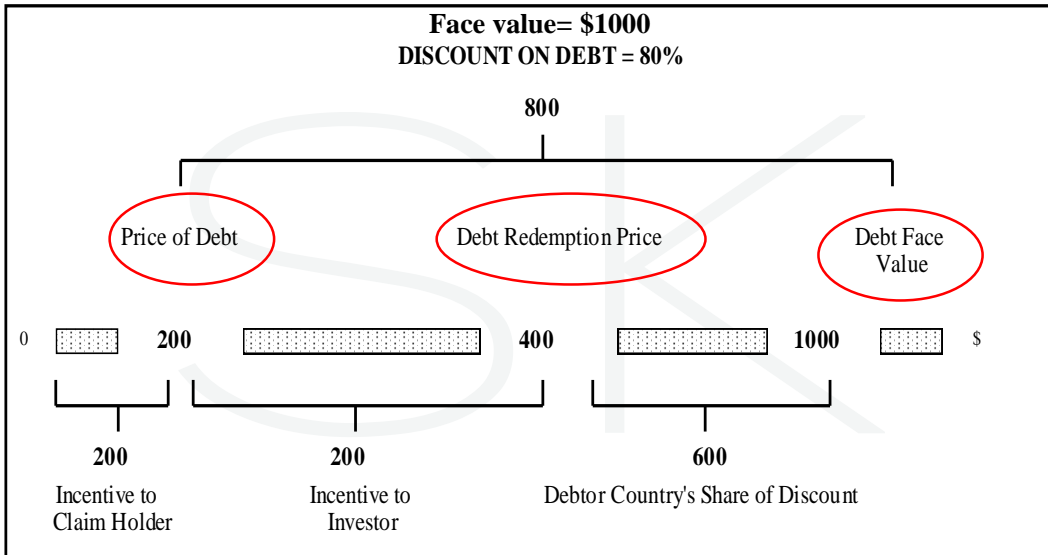 Face value= $1000
DISCOUNT ON DEBT = 80%
800
Price of Debt
Debt Redemption Price
Debt Face
Value
0 200 400 1000 $
200 200 600
Incentive to
Claim Holder
Incentive to
Investor
Debtor Country's Share of Discount
SK